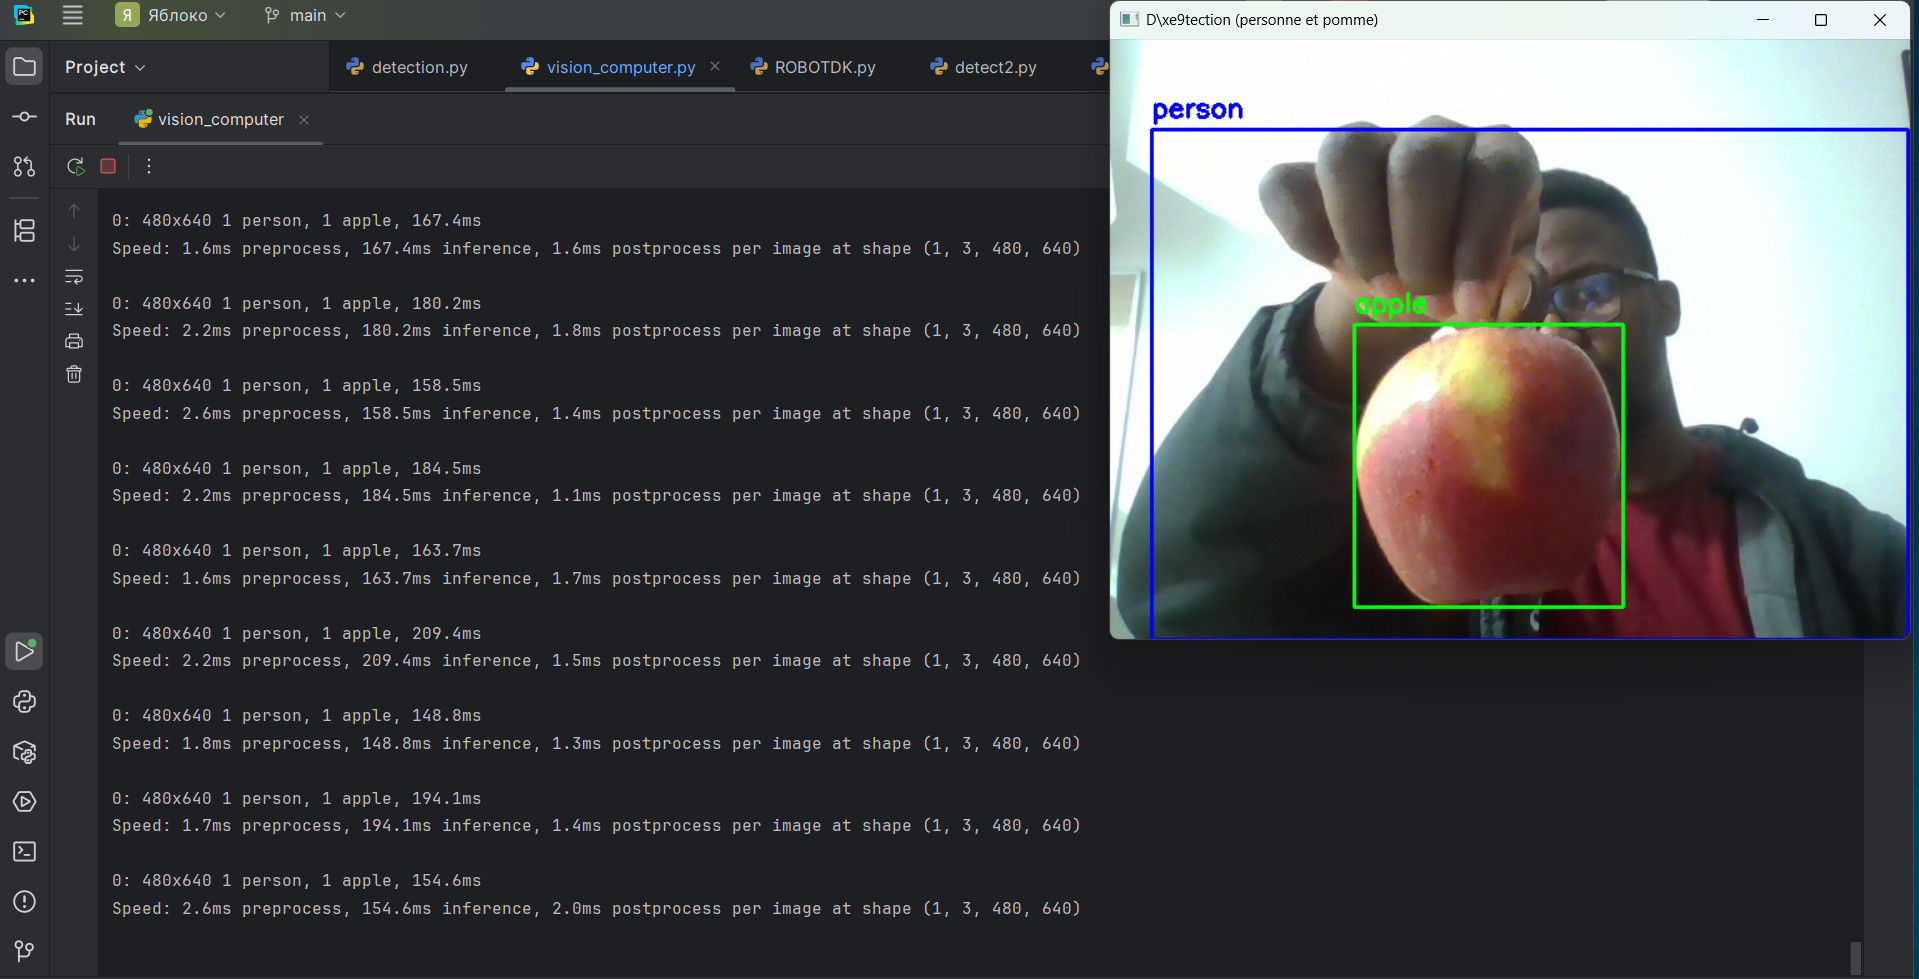 Я Яблоко main
Project
detection.py vision_computer.py ROBOTDK.py detect2.py
Run vision_computer
0: 480x640 1 person, 1 apple, 167.4ms
Speed: 1.6ms preprocess, 167.4ms inference, 1.6ms postprocess per image at shape (1, 3, 480, 640)
0: 480x640 1 person, 1 apple, 180.2ms
Speed: 2.2ms preprocess, 180.2ms inference, 1.8ms postprocess per image at shape (1, 3, 480, 640)
0: 480x640 1 person, 1 apple, 158.5ms
Speed: 2.6ms preprocess, 158.5ms inference, 1.4ms postprocess per image at shape (1, 3, 480, 640)
0: 480x640 1 person, 1 apple, 184.5ms
Speed: 2.2ms preprocess, 184.5ms inference, 1.1ms postprocess per image at shape (1, 3, 480, 640)
0: 480x640 1 person, 1 apple, 163.7ms
Speed: 1.6ms preprocess, 163.7ms inference, 1.7ms postprocess per image at shape (1, 3, 480, 640)
0: 480x640 1 person, 1 apple, 209.4ms
Speed: 2.2ms preprocess, 209.4ms inference, 1.5ms postprocess per image at shape (1, 3, 480, 640)
0: 480x640 1 person, 1 apple, 148.8ms
Speed: 1.8ms preprocess, 148.8ms inference, 1.3ms postprocess per image at shape (1, 3, 480, 640)
0: 480x640 1 person, 1 apple, 194.1ms
Speed: 1.7ms preprocess, 194.1ms inference, 1.4ms postprocess per image at shape (1, 3, 480, 640)
0: 480x640 1 person, 1 apple, 154.6ms
Speed: 2.6ms preprocess, 154.6ms inference, 2.0ms postprocess per image at shape (1, 3, 480, 640)
D\xe9tection (personne et pomme)
person
apple